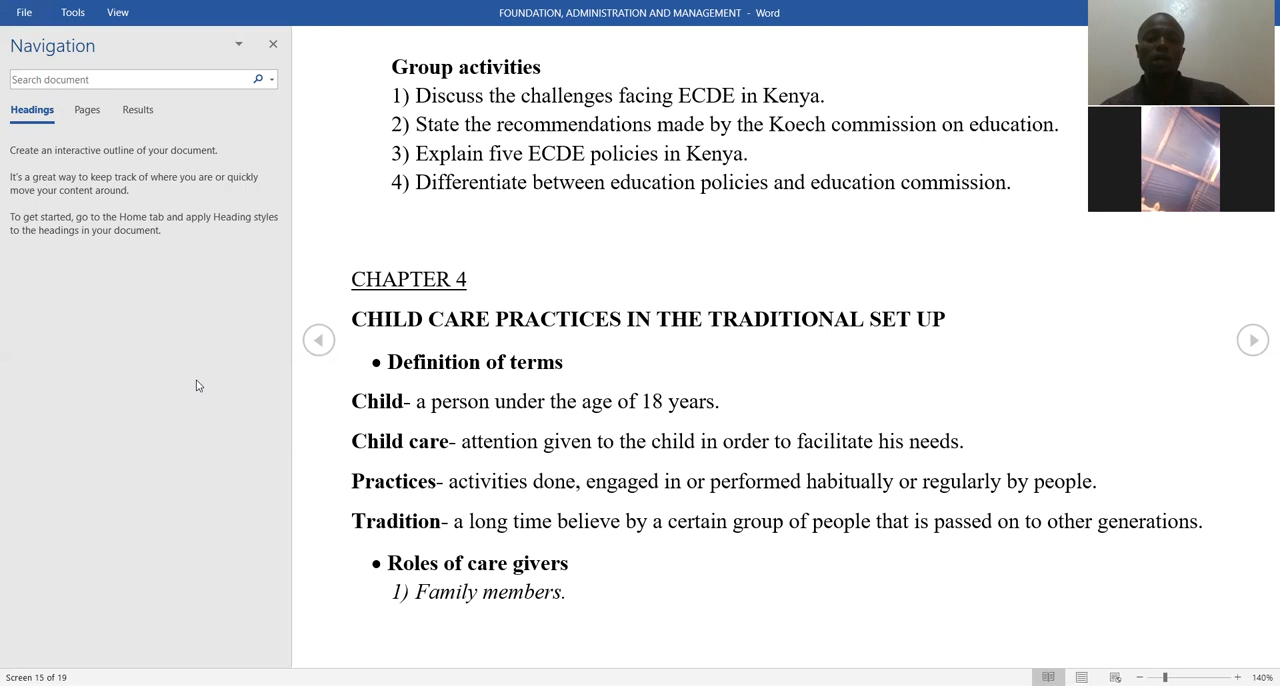 File Tools View FOUNDATION, ADMINISTRATION AND MANAGEMENT - Word
Navigation
Search document
Headings Pages Results
Create an interactive outline of your document.
It's a great way to keep track of where you are or quickly
move your content around.
To get started, go to the Home tab and apply Heading styles
to the headings in your document.
Group activities
1) Discuss the challenges facing ECDE in Kenya.
2) State the recommendations made by the Koech commission on education.
3) Explain five ECDE policies in Kenya.
4) Differentiate between education policies and education commission.
CHAPTER 4
CHILD CARE PRACTICES IN THE TRADITIONAL SET UP
• Definition of terms
Child- a person under the age of 18 years.
Child care- attention given to the child in order to facilitate his needs.
Practices- activities done, engaged in or performed habitually or regularly by people.
Tradition- a long time believe by a certain group of people that is passed on to other generations.
• Roles of care givers
1) Family members.
Screen 15 of 19 140%